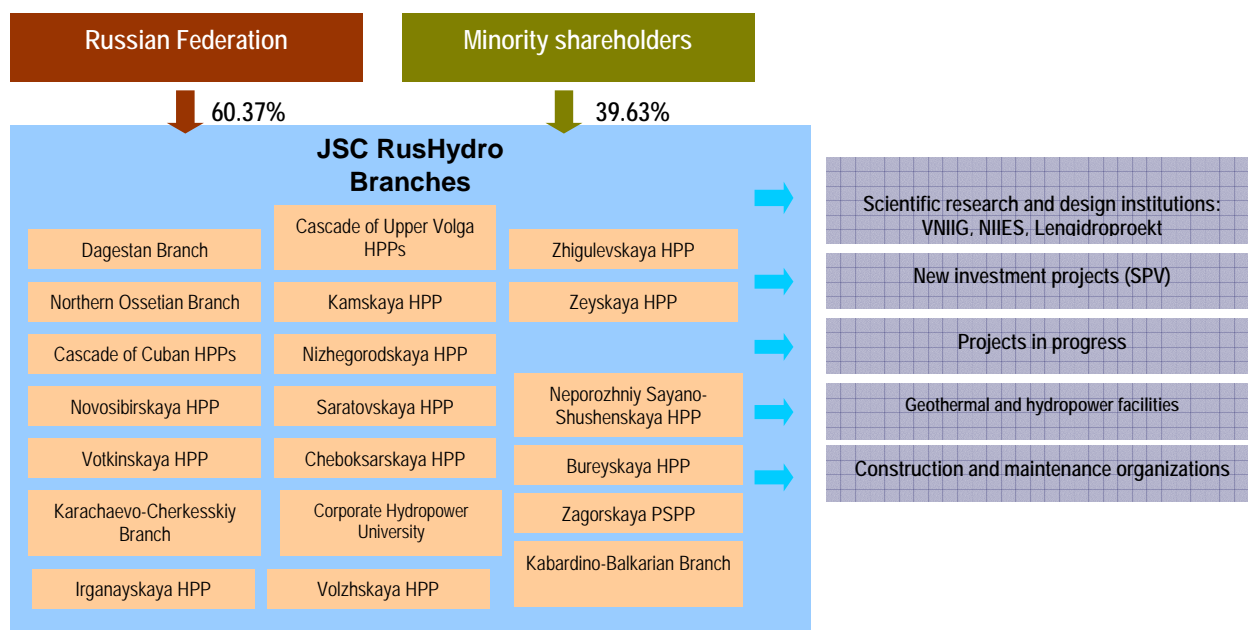 Russian Federation
Minority shareholders
60.37%
39.63%
JSC RusHydro
Branches
Dagestan Branch
Northern Ossetian Branch
Cascade of Cuban HPPs
Novosibirskaya HPP
Votkinskaya HPP
Karachaevo-Cherkesskiy
Branch
Irganayskaya HPP
Cascade of Upper Volga
HPPs
Kamskaya HPP
Nizhegorodskaya HPP
Saratovskaya HPP
Cheboksarskaya HPP
Corporate Hydropower
University
Volzhskaya HPP
Zhigulevskaya HPP
Zeyskaya HPP
Neporozhniy Sayano-
Shushenskaya HPP
Bureyskaya HPP
Zagorskaya PSPP
Kabardino-Balkarian Branch
Scientific research and design institutions:
VNIIG, NIIES, Lengidroproekt
New investment projects (SPV)
Projects in progress
Geothermal and hydropower facilities
Construction and maintenance organizations